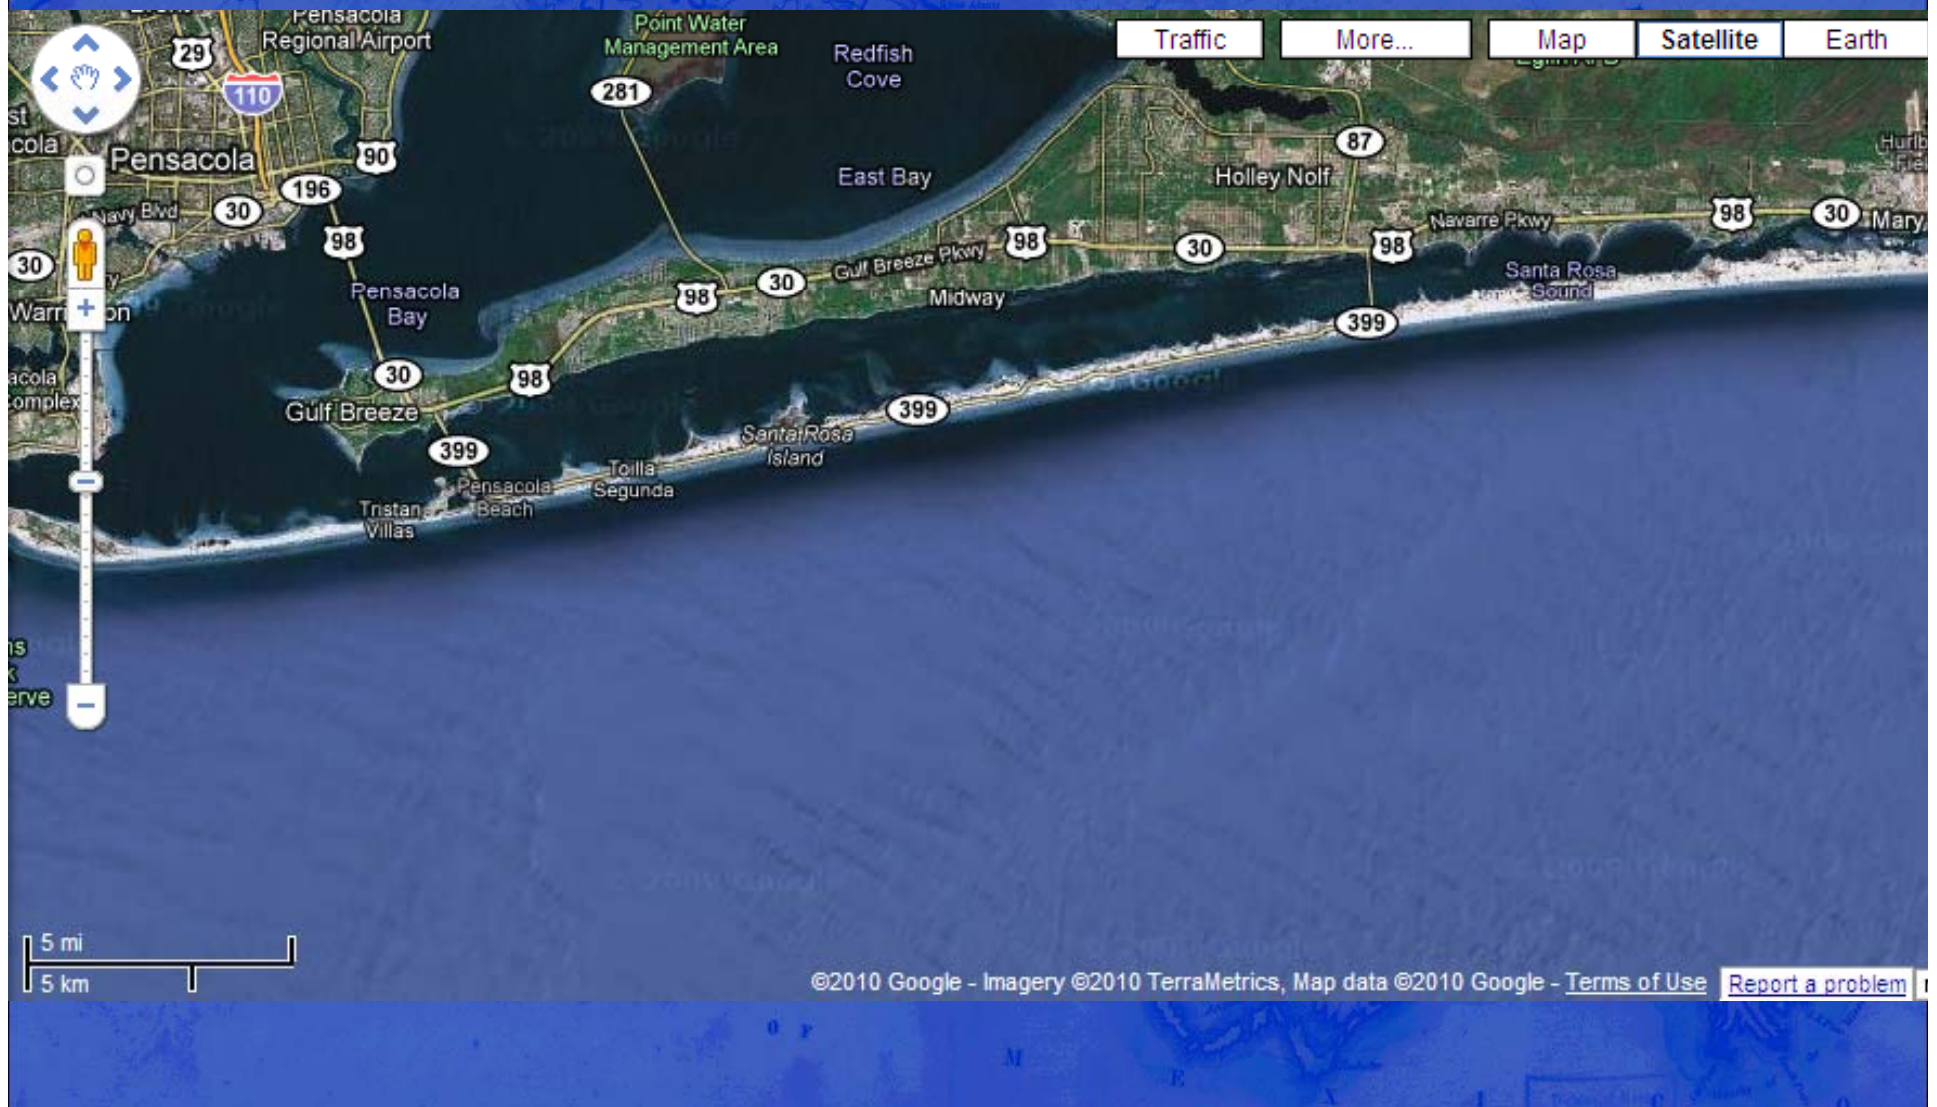 Pensacola
Regional Airport
Point Water
Management Area
Redfish
Cove
Traffic
More...
Map
Satellite
Earth
29
110
281
87
Pensacola
90
East Bay
Holley Nolf
196
30
Navy Blvd
98
98
Navarre Pkwy
98
30
Mary
30
30
98
Gulf Breeze Pkwy
30
98
Midway
Santa Rosa
Sound
Pensacola
Bay
399
30
98
Gulf Breeze
399
399
Santa Rosa
Island
Toilla
Segunda
Pensacola
Beach
Tristan
Villas
erve
5 mi
5 km
©2010 Google - Imagery ©2010 TerraMetrics, Map data ©2010 Google - Terms of Use
Report a problem
O F
M
E
X
I
C
O